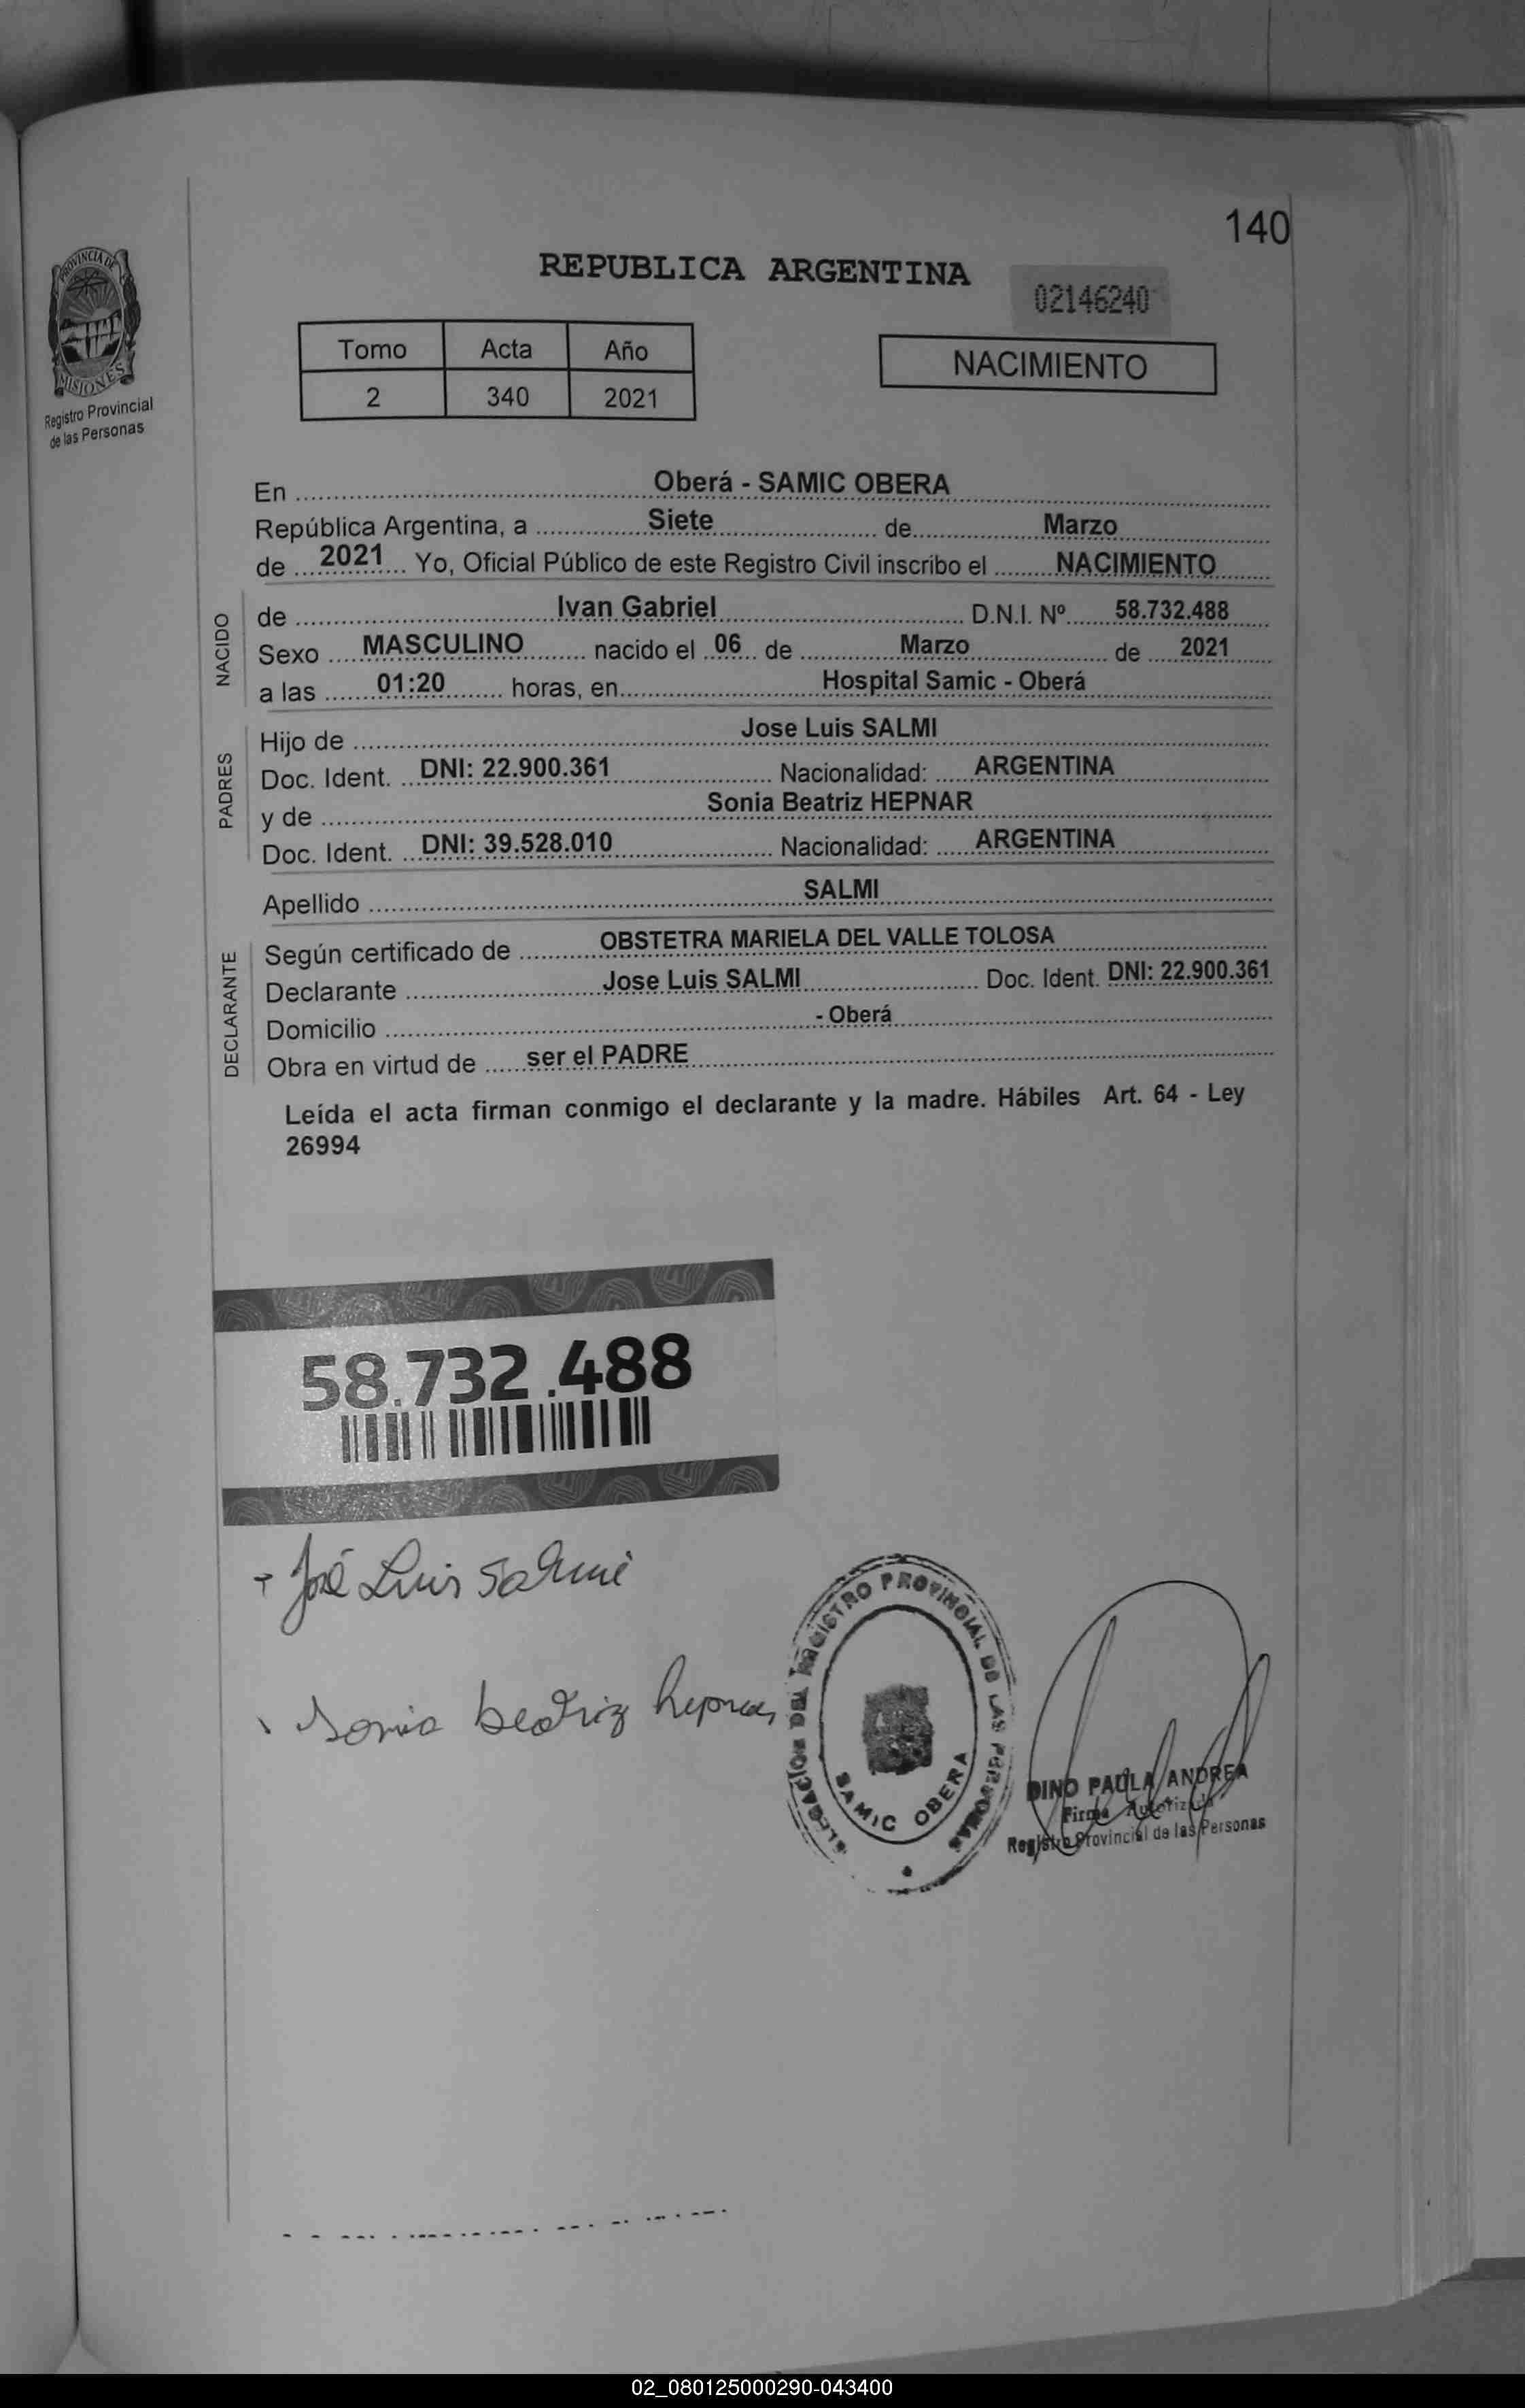 140
PROVINCIA DE
MISIONES
Registro Provincial
de las Personas
REPUBLICA ARGENTINA
02146240
Tomo Acta Año
2 340 2021
NACIMIENTO
En Oberá - SAMIC OBERA
República Argentina, a Siete de Marzo
de 2021 Yo, Oficial Público de este Registro Civil inscribo el NACIMIENTO
NACIDO
de Ivan Gabriel D.N.I. Nº 58.732.488
Sexo MASCULINO nacido el 06 de Marzo de 2021
a las 01:20 horas, en Hospital Samic - Oberá
PADRES
Hijo de Jose Luis SALMI
Doc. Ident. DNI: 22.900.361 Nacionalidad: ARGENTINA
y de Sonia Beatriz HEPNAR
Doc. Ident. DNI: 39.528.010 Nacionalidad: ARGENTINA
Apellido SALMI
DECLARANTE
Según certificado de OBSTETRA MARIELA DEL VALLE TOLOSA
Declarante Jose Luis SALMI Doc. Ident. DNI: 22.900.361
Domicilio - Oberá
Obra en virtud de ser el PADRE
Leída el acta firman conmigo el declarante y la madre. Hábiles Art. 64 - Ley
26994
58.732.488
José Luis Salmi
Sonia beatriz hepnar
DELEGACION DEL REGISTRO PROVINCIAL DE LAS PERSONAS
SAMIC OBERA
DINO PAULA ANDREA
Firma Autorizada
Registro Provincial de las Personas
02_080125000290-043400